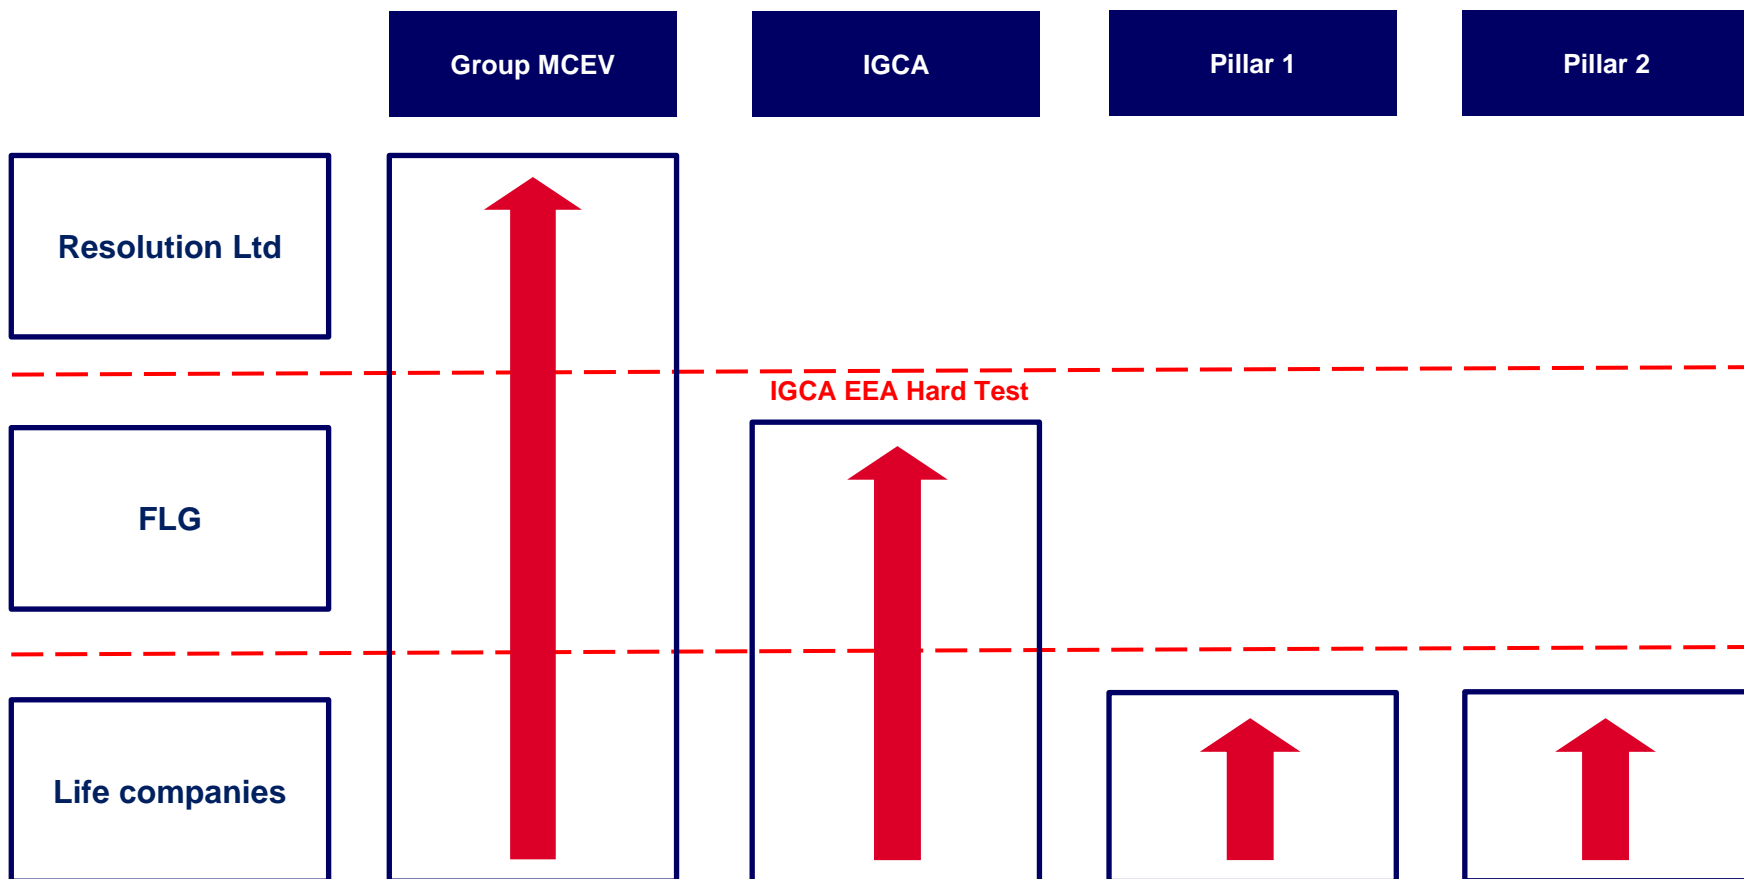 Group MCEV
IGCA
Pillar 1
Pillar 2
Resolution Ltd
IGCA EEA Hard Test
FLG
Life companies